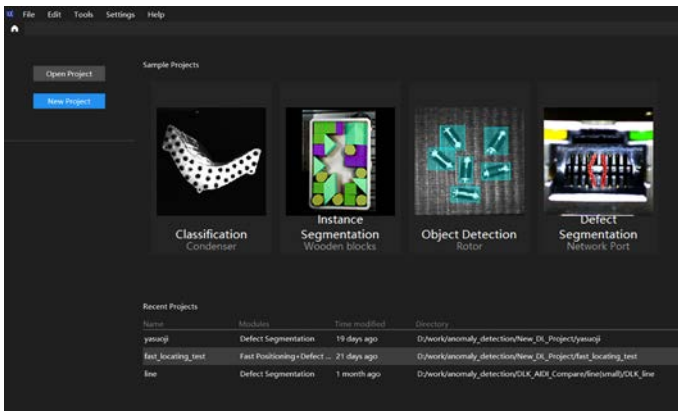 File Edit Tools Settings Help
Open Project
New Project
Sample Projects
Classification
Condenser
Instance
Segmentation
Wooden blocks
Object Detection
Rotor
Defect
Segmentation
Network Port
Recent Projects
Name Modules Time modified Directory
yasuoji Defect Segmentation 19 days ago D:/work/anomaly_detection/New_DL_Project/yasuoji
fast_locating_test Fast Positioning+Defect ... 21 days ago D:/work/anomaly_detection/New_DL_Project/fast_locating_test
line Defect Segmentation 1 month ago D:/work/anomaly_detection/DLK_AIDI_Compare/line(small)/DLK_line